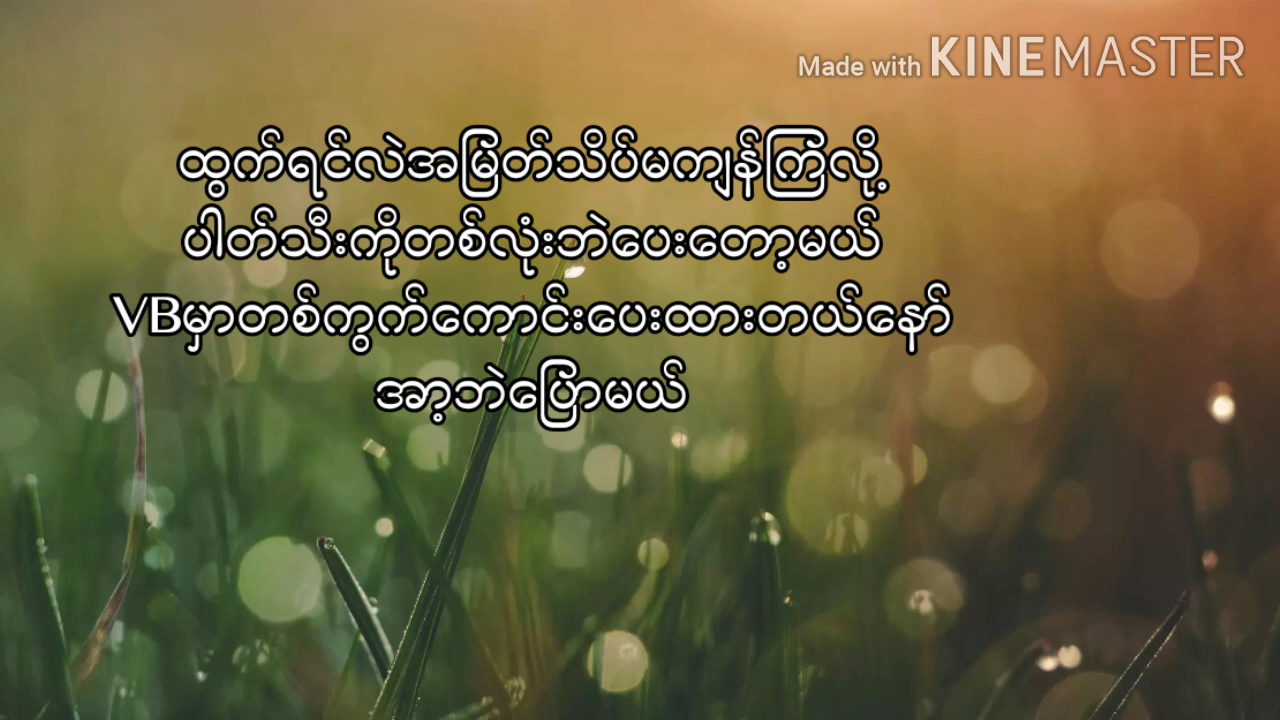 Made with KINEMASTER
ထွက်ရင်လဲအမြတ်သိပ်မကျန်ကြလို့
ပါတ်သီးကိုတစ်လုံးဘဲပေးတော့မယ်
VBမှာတစ်ကွက်ကောင်းပေးထားတယ်နော်
အာ့ဘဲပြောမယ်